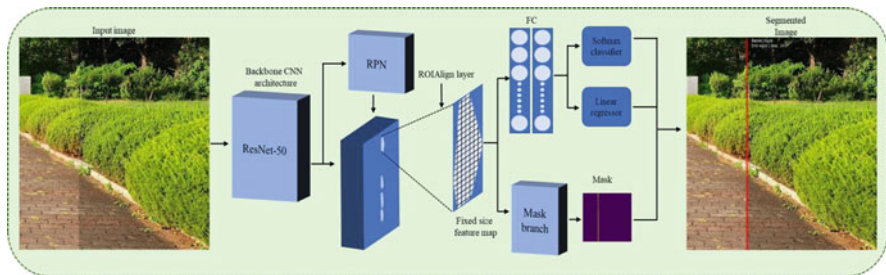 Input image
Backbone CNN
architecture
ResNet-50
RPN
ROIAlign layer
Fixed size
feature map
FC
Softmax
classifier
Linear
regressor
Mask
branch
Mask
Segmented
Image